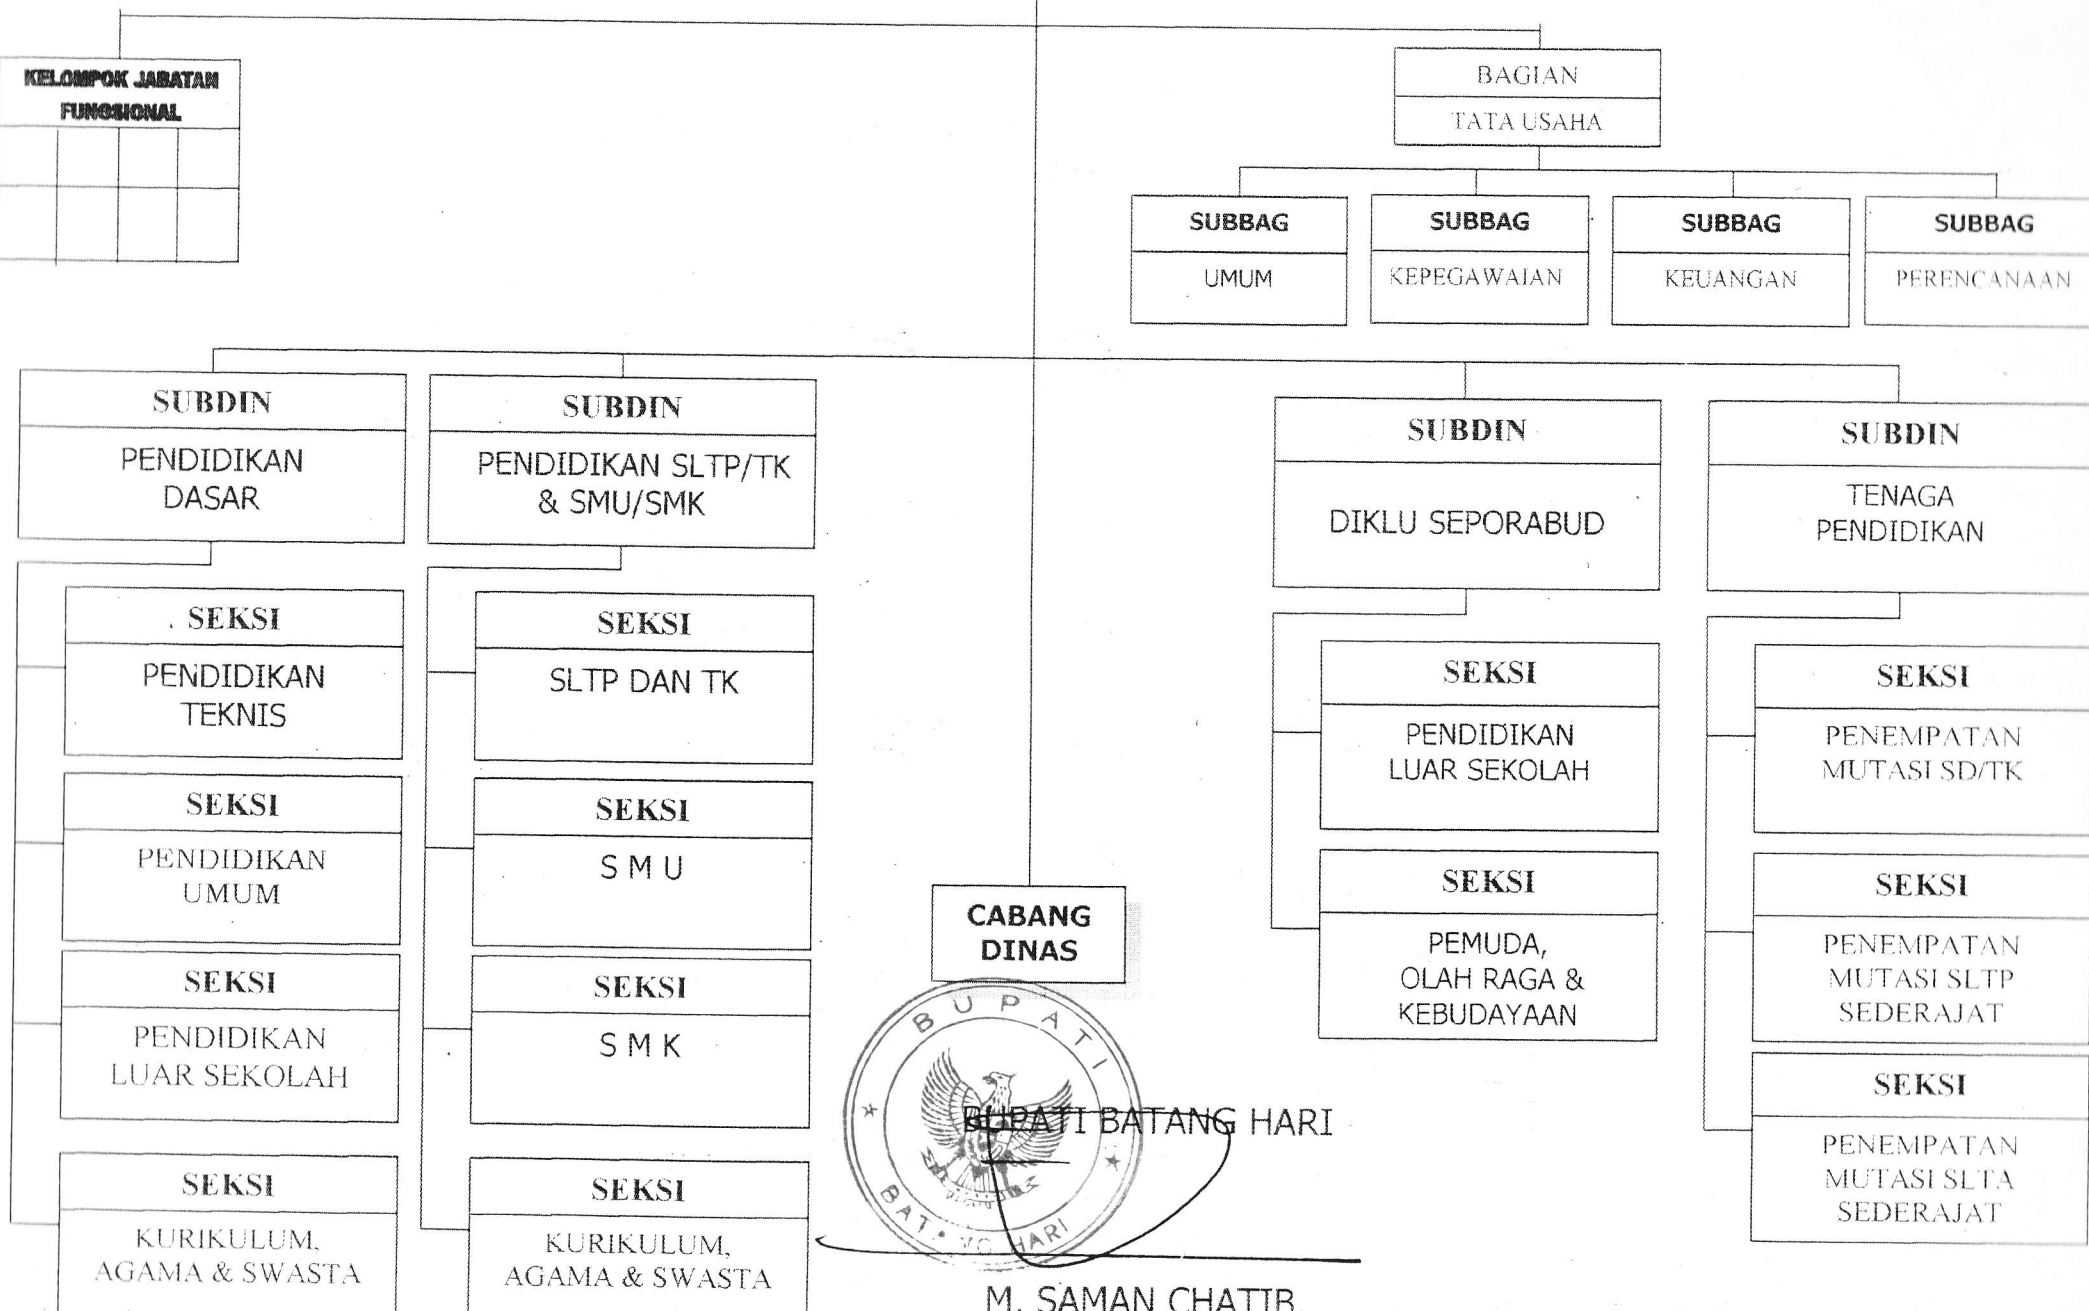 KELOMPOK JABATAN
FUNGSIONAL
BAGIAN
TATA USAHA
SUBBAG
UMUM
SUBBAG
KEPEGAWAIAN
SUBBAG
KEUANGAN
SUBBAG
PERENCANAAN
SUBDIN
PENDIDIKAN
DASAR
SEKSI
PENDIDIKAN
TEKNIS
SEKSI
PENDIDIKAN
UMUM
SEKSI
PENDIDIKAN
LUAR SEKOLAH
SEKSI
KURIKULUM,
AGAMA & SWASTA
SUBDIN
PENDIDIKAN SLTP/TK
& SMU/SMK
SEKSI
SLTP DAN TK
SEKSI
S M U
SEKSI
S M K
SEKSI
KURIKULUM,
AGAMA & SWASTA
SUBDIN
DIKLU SEPORABUD
SEKSI
PENDIDIKAN
LUAR SEKOLAH
SEKSI
PEMUDA,
OLAH RAGA &
KEBUDAYAAN
SUBDIN
TENAGA
PENDIDIKAN
SEKSI
PENEMPATAN
MUTASI SD/TK
SEKSI
PENEMPATAN
MUTASI SLTP
SEDERAJAT
SEKSI
PENEMPATAN
MUTASI SLTA
SEDERAJAT
CABANG
DINAS
BUPATI
HARI
BUPATI BATANG HARI
M. SAMAN CHATIB